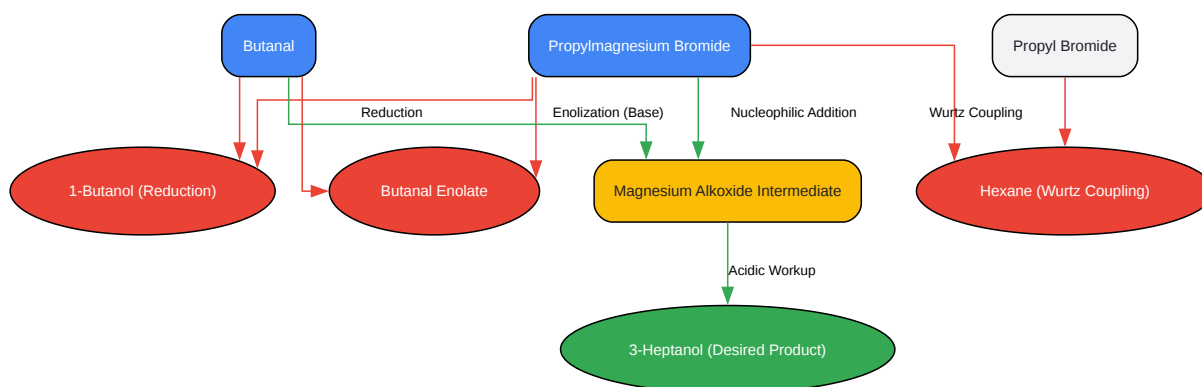 Butanal
Propylmagnesium Bromide
Propyl Bromide
Reduction
Enolization (Base)
Nucleophilic Addition
Wurtz Coupling
1-Butanol (Reduction)
Butanal Enolate
Magnesium Alkoxide Intermediate
Hexane (Wurtz Coupling)
Acidic Workup
3-Heptanol (Desired Product)